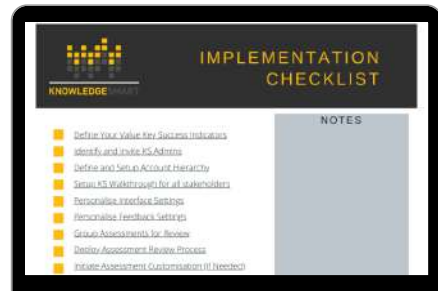 IMPLEMENTATION
CHECKLIST
KNOWLEDGESMART
NOTES
Define Your Value Key Success Indicators
Identify and Invite KS Admins
Define and Setup Account Hierarchy
Setup KS Walkthrough for all stakeholders
Personalise Interface Settings
Personalise Feedback Settings
Group Assessments for Review
Deploy Assessment Review Process
Initiate Assessment Customisation (If Needed)